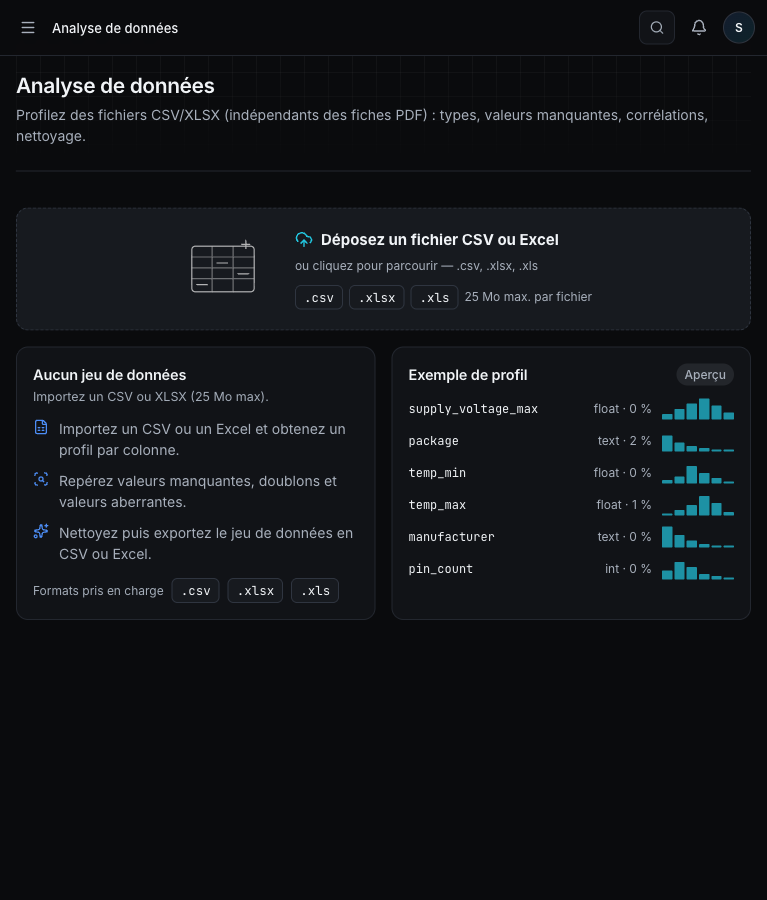 Analyse de données
S
Analyse de données
Profilez des fichiers CSV/XLSX (indépendants des fiches PDF) : types, valeurs manquantes, corrélations,
nettoyage.
Déposez un fichier CSV ou Excel
ou cliquez pour parcourir — .csv, .xlsx, .xls
.csv .xlsx .xls 25 Mo max. par fichier
Aucun jeu de données
Importez un CSV ou XLSX (25 Mo max).
Importez un CSV ou un Excel et obtenez un
profil par colonne.
Repérez valeurs manquantes, doublons et
valeurs aberrantes.
Nettoyez puis exportez le jeu de données en
CSV ou Excel.
Formats pris en charge .csv .xlsx .xls
Exemple de profil Aperçu
supply_voltage_max float · 0 %
package text · 2 %
temp_min float · 0 %
temp_max float · 1 %
manufacturer text · 0 %
pin_count int · 0 %